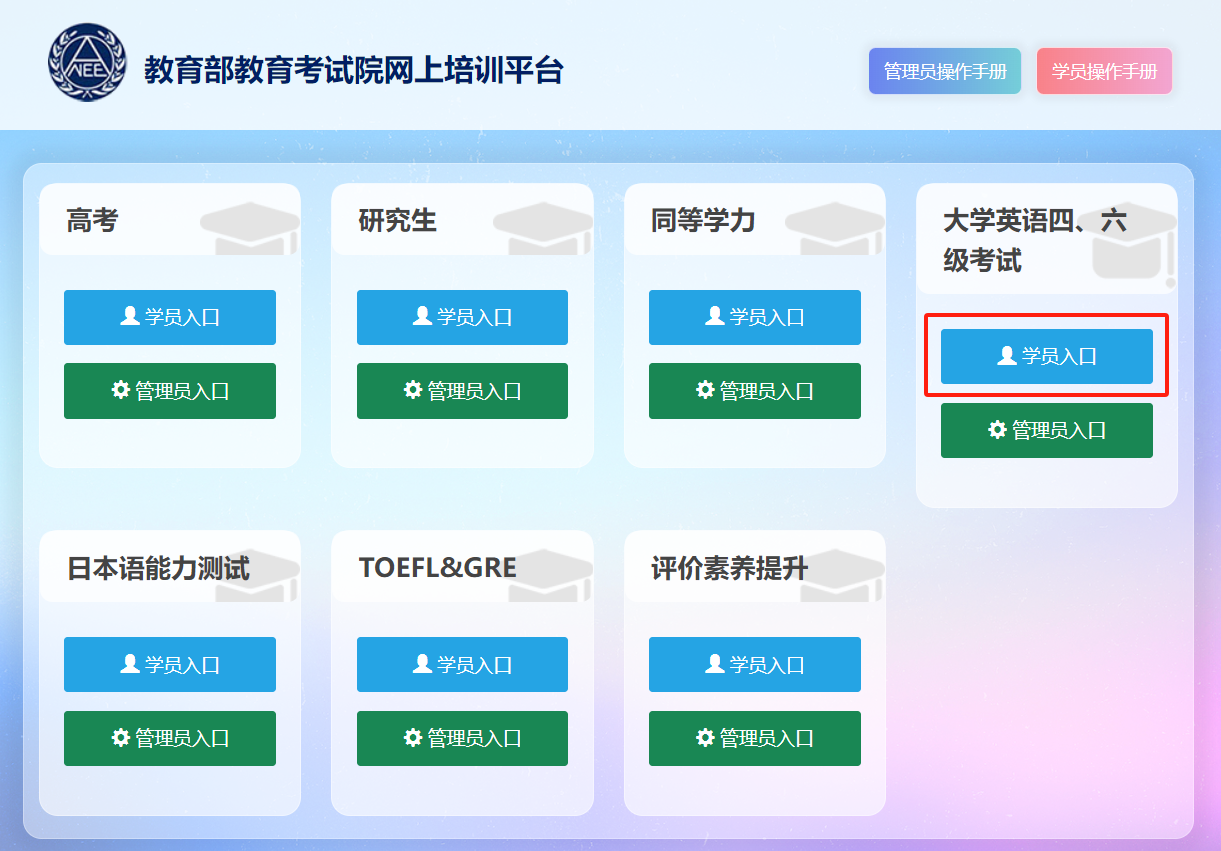 NEEA
教育部教育考试院网上培训平台
管理员操作手册
学员操作手册
高考
学员入口
管理员入口
研究生
学员入口
管理员入口
同等学力
学员入口
管理员入口
大学英语四、六
级考试
学员入口
管理员入口
日本语能力测试
学员入口
管理员入口
TOEFL&GRE
学员入口
管理员入口
评价素养提升
学员入口
管理员入口